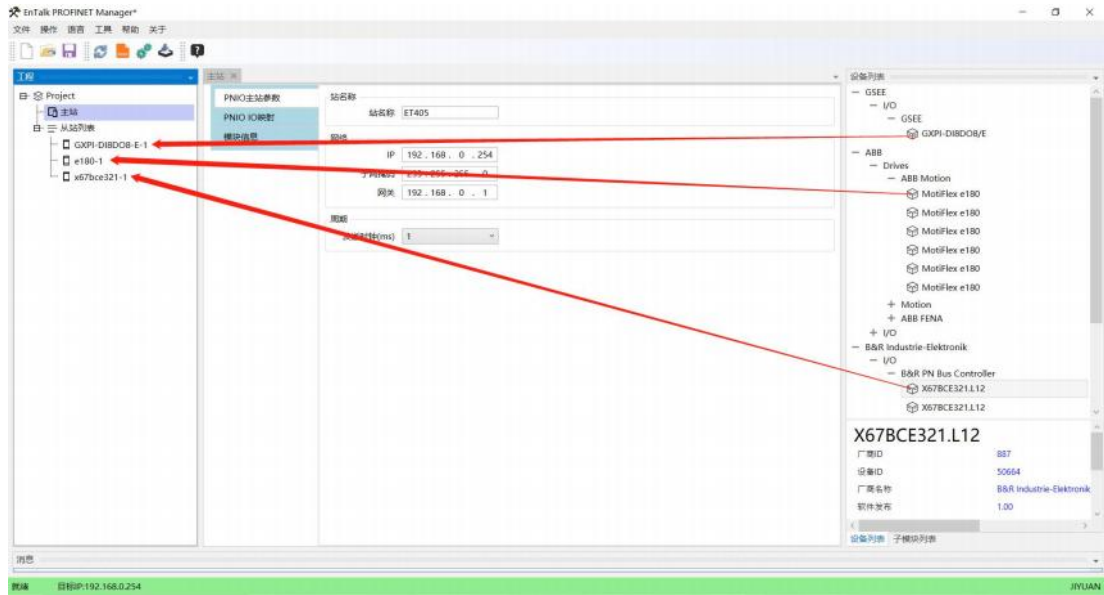 EnTalk PROFINET Manager*
文件 操作 语言 工具 帮助 关于
工程
Project
主站
从站列表
GXPI-DI8DO8-E-1
e180-1
x67bce321-1
主站
PNIO主站参数
PNIO IO映射
模块信息
站名称
站名称 ET405
网络
IP 192 . 168 . 0 . 254
网关 192 . 168 . 0 . 1
周期
1
设备列表
GSEE
I/O
GSEE
GXPI-DI8DO8/E
ABB
Drives
ABB Motion
MotiFlex e180
MotiFlex e180
MotiFlex e180
MotiFlex e180
MotiFlex e180
MotiFlex e180
Motion
ABB FENA
I/O
B&R Industrie-Elektronik
I/O
B&R PN Bus Controller
X67BCE321.L12
X67BCE321.L12
X67BCE321.L12
厂商ID 887
设备ID 50664
厂商名称 B&R Industrie-Elektronik
软件发布 1.00
设备列表 子模块列表
消息
就绪 目标IP:192.168.0.254 JIYUAN